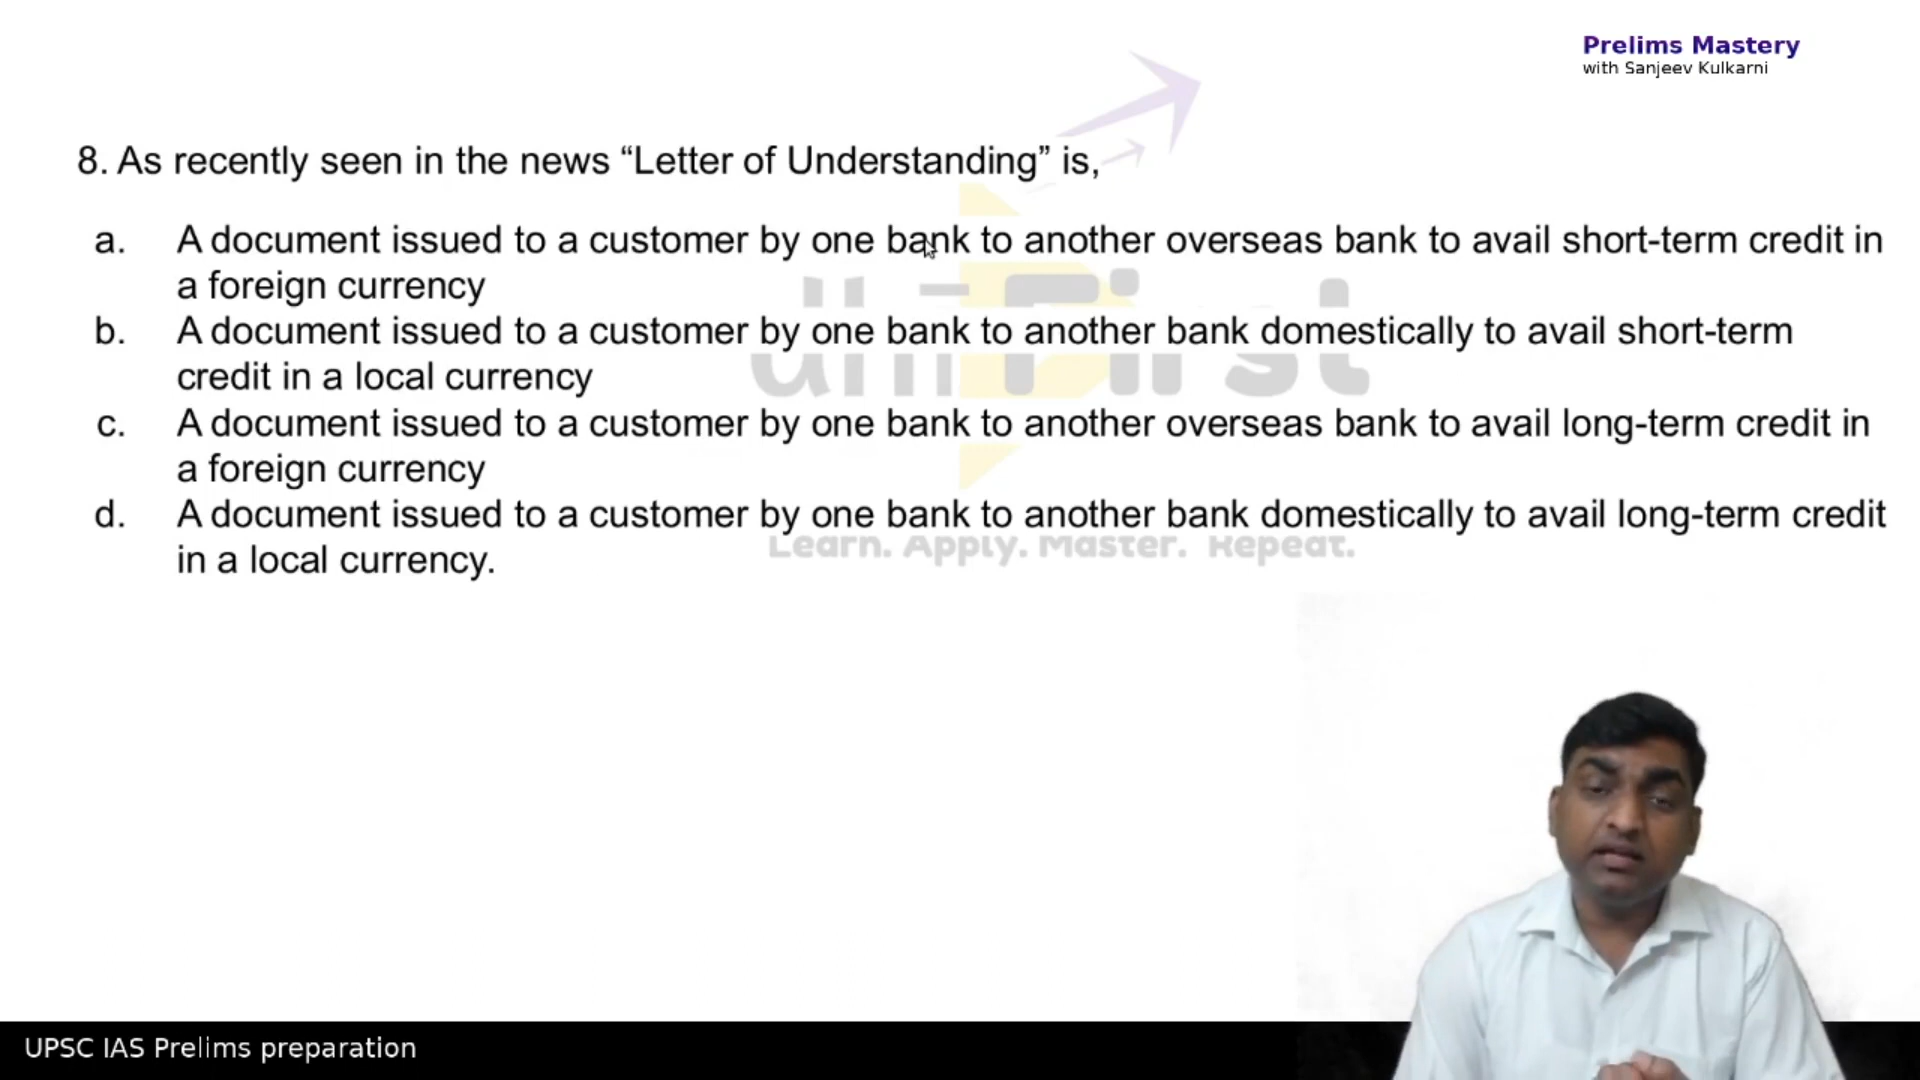 Prelims Mastery
with Sanjeev Kulkarni
8. As recently seen in the news “Letter of Understanding” is,
a. A document issued to a customer by one bank to another overseas bank to avail short-term credit in
a foreign currency
b. A document issued to a customer by one bank to another bank domestically to avail short-term
credit in a local currency
c. A document issued to a customer by one bank to another overseas bank to avail long-term credit in
a foreign currency
d. A document issued to a customer by one bank to another bank domestically to avail long-term credit
in a local currency.
Learn. Apply. Master. Repeat.
UPSC IAS Prelims preparation